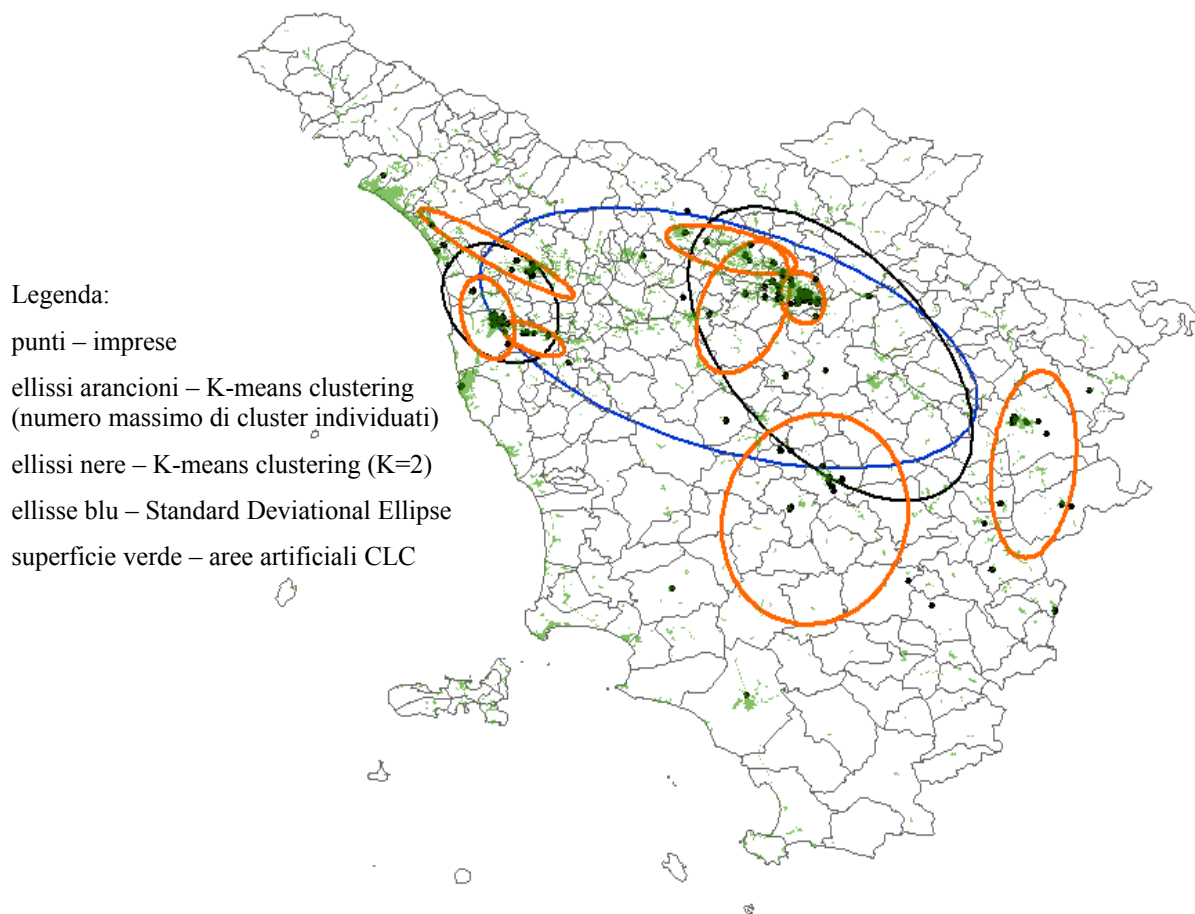 Legenda:
punti – imprese
ellissi arancioni – K-means clustering
(numero massimo di cluster individuati)
ellissi nere – K-means clustering (K=2)
ellisse blu – Standard Deviational Ellipse
superficie verde – aree artificiali CLC